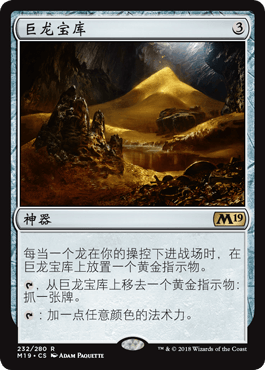 巨龙宝库 3
神器 M19
每当一个龙在你的操控下进战场时，在
巨龙宝库上放置一个黄金指示物。
，从巨龙宝库上移去一个黄金指示物：
抓一张牌。
：加一点任意颜色的法术力。
232/280 R
M19 • CS ADAM PAQUETTE
™ & © 2018 Wizards of the Coast